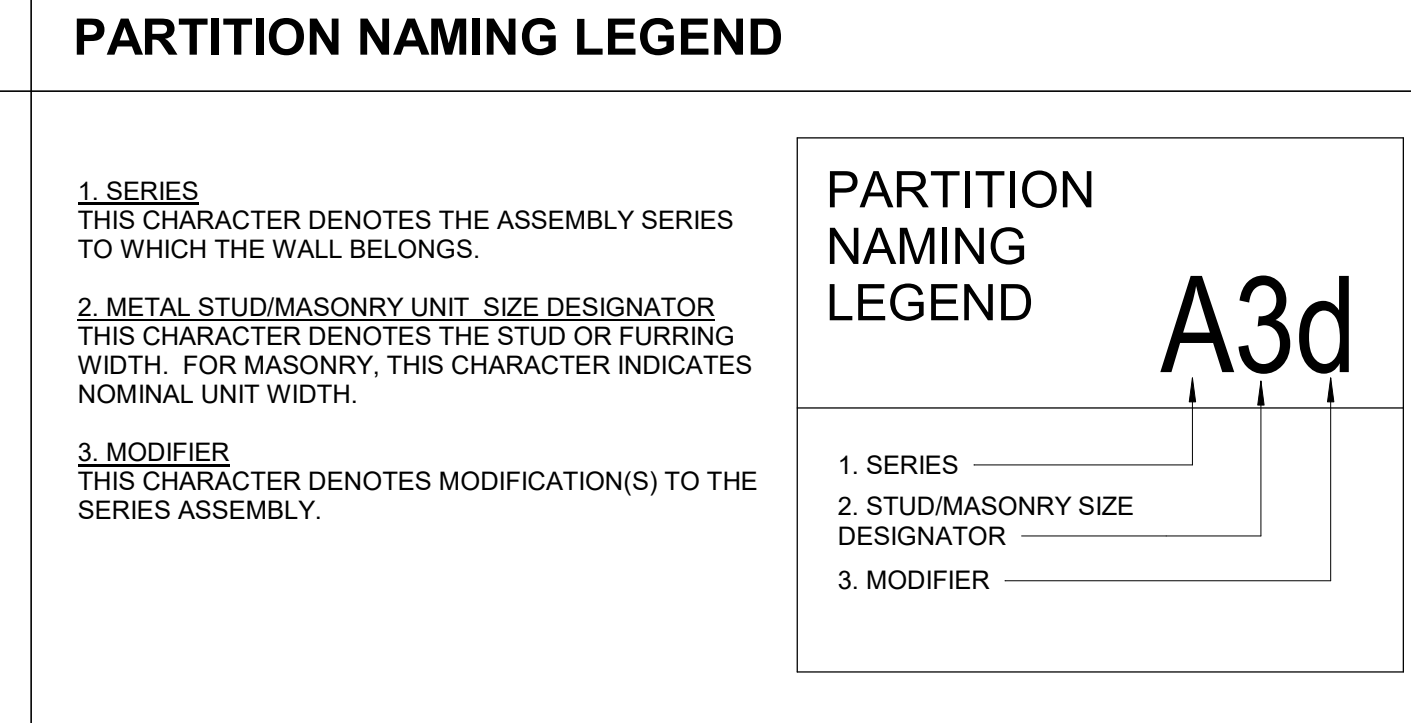 PARTITION NAMING LEGEND
1. SERIES
THIS CHARACTER DENOTES THE ASSEMBLY SERIES
TO WHICH THE WALL BELONGS.
2. METAL STUD/MASONRY UNIT  SIZE DESIGNATOR
THIS CHARACTER DENOTES THE STUD OR FURRING
WIDTH.  FOR MASONRY, THIS CHARACTER INDICATES
NOMINAL UNIT WIDTH.
3. MODIFIER
THIS CHARACTER DENOTES MODIFICATION(S) TO THE
SERIES ASSEMBLY.
PARTITION
NAMING
LEGEND
A3d
1. SERIES
2. STUD/MASONRY SIZE
DESIGNATOR
3. MODIFIER